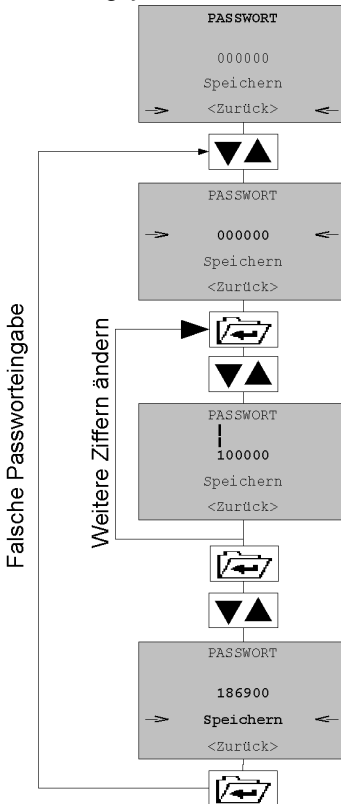 PASSWORT
000000
Speichern
<Zurück>
PASSWORT
000000
Speichern
<Zurück>
Falsche Passworteingabe
Weitere Ziffern ändern
PASSWORT
100000
Speichern
<Zurück>
PASSWORT
186900
Speichern
<Zurück>